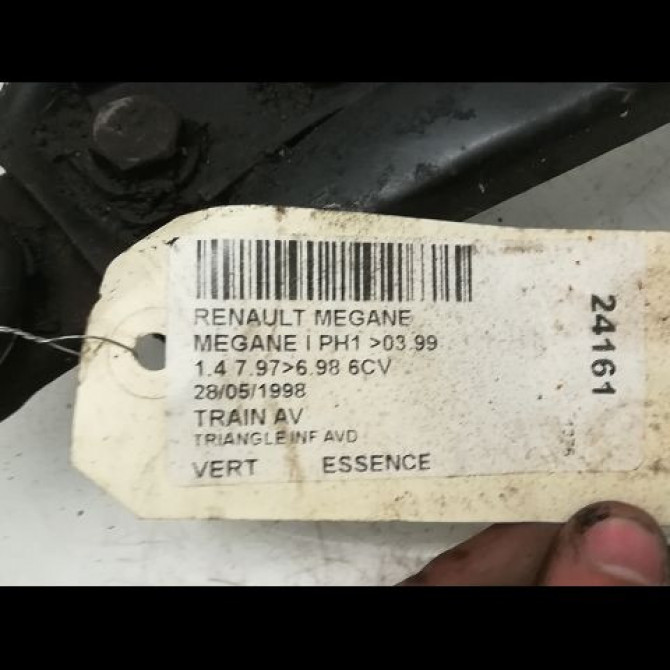 RENAULT MEGANE
MEGANE I PH1 >03.99
1.4 7.97>6.98 6CV
28/05/1998
TRAIN AV
TRIANGLE INF AVD
VERT ESSENCE
24161